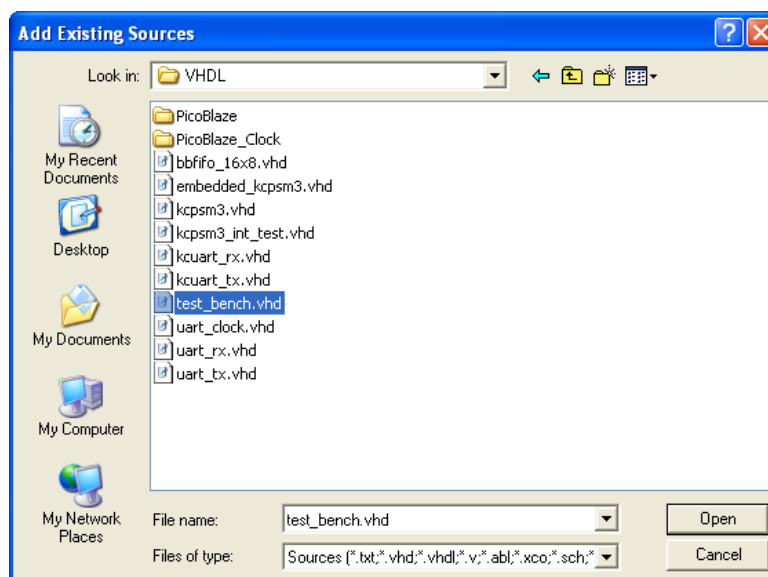 Add Existing Sources
Look in: VHDL
My Recent
Documents
Desktop
My Documents
My Computer
My Network
Places
PicoBlaze
PicoBlaze_Clock
bbfifo_16x8.vhd
embedded_kcpsm3.vhd
kcpsm3.vhd
kcpsm3_int_test.vhd
kcuart_rx.vhd
kcuart_tx.vhd
test_bench.vhd
uart_clock.vhd
uart_rx.vhd
uart_tx.vhd
File name: test_bench.vhd Open
Files of type: Sources (*.txt;*.vhd;*.vhdl;*.v;*.abl;*.xco;*.sch;* Cancel